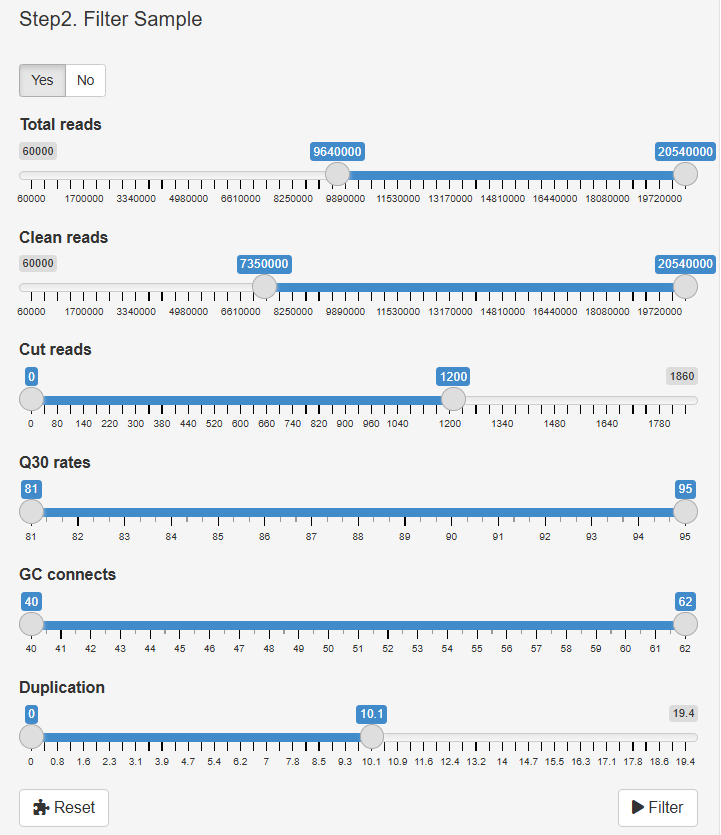 Step2. Filter Sample
Yes No
Total reads
60000 9640000 20540000
60000 1700000 3340000 4980000 6610000 8250000 9890000 11530000 13170000 14810000 16440000 18080000 19720000
Clean reads
60000 7350000 20540000
60000 1700000 3340000 4980000 6610000 8250000 9890000 11530000 13170000 14810000 16440000 18080000 19720000
Cut reads
0 1200 1860
0 80 140 220 300 380 440 520 600 660 740 820 900 960 1040 1200 1340 1480 1640 1780
Q30 rates
81 95
81 82 83 84 85 86 87 88 89 90 91 92 93 94 95
GC connects
40 62
40 41 42 43 44 45 46 47 48 49 50 51 52 53 54 55 56 57 58 59 60 61 62
Duplication
0 10.1 19.4
0 0.8 1.6 2.3 3.1 3.9 4.7 5.4 6.2 7 7.8 8.5 9.3 10.1 10.9 11.6 12.4 13.2 14 14.7 15.5 16.3 17.1 17.8 18.6 19.4
Reset Filter